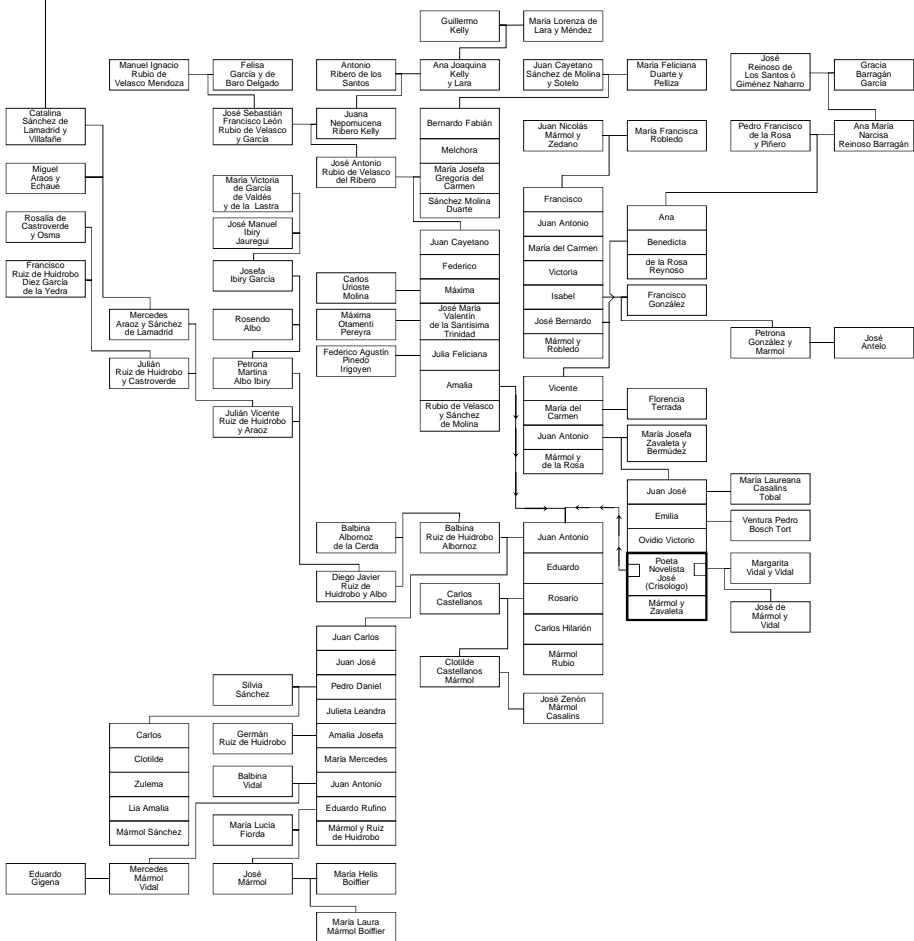 Guillermo
Kelly
María Lorenza de
Lara y Méndez
Manuel Ignacio
Rubio de
Velasco Mendoza
Felisa
García y de
Baro Delgado
Antonio
Ribero de los
Santos
Ana Joaquina
Kelly
y Lara
Juan Cayetano
Sánchez de Molina
y Sotelo
María Feliciana
Duarte y
Pelliza
José
Reinoso de
Los Santos ó
Giménez Naharro
Gracia
Barragán
García
Catalina
Sánchez de
Lamadrid y
Villafañe
José Sebastián
Francisco León
Rubio de Velasco
y García
Juana
Nepomucena
Ribero Kelly
Bernardo Fabián
Melchora
María Josefa
Gregoria del
Carmen
Sánchez Molina
Duarte
Juan Nicolás
Mármol y
Zedano
María Francisca
Robledo
Pedro Francisco
de la Rosa
y Piñero
Ana María
Narcisa
Reinoso Barragán
Miguel
Araos y
Echaue
José Antonio
Rubio de Velasco
del Ribero
María Victoria
de García
de Valdés
y de la Lastra
José Manuel
Ibiry
Jauregui
Francisco
Juan Antonio
María del Carmen
Victoria
Isabel
José Bernardo
Mármol y
Robledo
Ana
Benedicta
de la Rosa
Reynoso
Rosalía de
Castroverde
y Osma
Francisco
Ruiz de Huidrobo
Diez García
de la Yedra
Josefa
Ibiry García
Juan Cayetano
Federico
Máxima
José María
Valentín
de la Santísima
Trinidad
Julia Feliciana
Amalia
Rubio de Velasco
y Sánchez
de Molina
Carlos
Urioste
Molina
Máxima
Otamenti
Pereyra
Federico Agustín
Pinedo
Irigoyen
Francisco
González
Petrona
González y
Marmol
José
Antelo
Mercedes
Araoz y Sánchez
de Lamadrid
Rosendo
Albo
Julián
Ruiz de Huidrobo
y Castroverde
Petrona
Martina
Albo Ibiry
Julián Vicente
Ruiz de Huidrobo
y Araoz
Vicente
María del
Carmen
Juan Antonio
Mármol y
de la Rosa
Florencia
Terrada
María Josefa
Zavaleta y
Bermúdez
Juan José
Emilia
Ovidio Victorio
Poeta
Novelista
José
(Crisologo)
Mármol y
Zavaleta
María Laureana
Casalins
Tobal
Ventura Pedro
Bosch Tort
Margarita
Vidal y Vidal
José de
Mármol y
Vidal
Balbina
Albornoz
de la Cerda
Balbina
Ruiz de Huidrobo
Albornoz
Diego Javier
Ruiz de
Huidrobo y Albo
Juan Antonio
Eduardo
Rosario
Carlos Hilarión
Mármol
Rubio
Carlos
Castellanos
Clotilde
Castellanos
Mármol
José Zenón
Mármol
Casalins
Juan Carlos
Juan José
Pedro Daniel
Julieta Leandra
Amalia Josefa
María Mercedes
Juan Antonio
Eduardo Rufino
Mármol y Ruiz
de Huidrobo
Silvia
Sánchez
Germán
Ruiz de Huidrobo
Balbina
Vidal
María Lucia
Fiorda
Carlos
Clotilde
Zulema
Lia Amalia
Mármol Sánchez
Eduardo
Gigena
Mercedes
Mármol
Vidal
José
Mármol
María Helis
Boiffier
María Laura
Mármol Boiffier